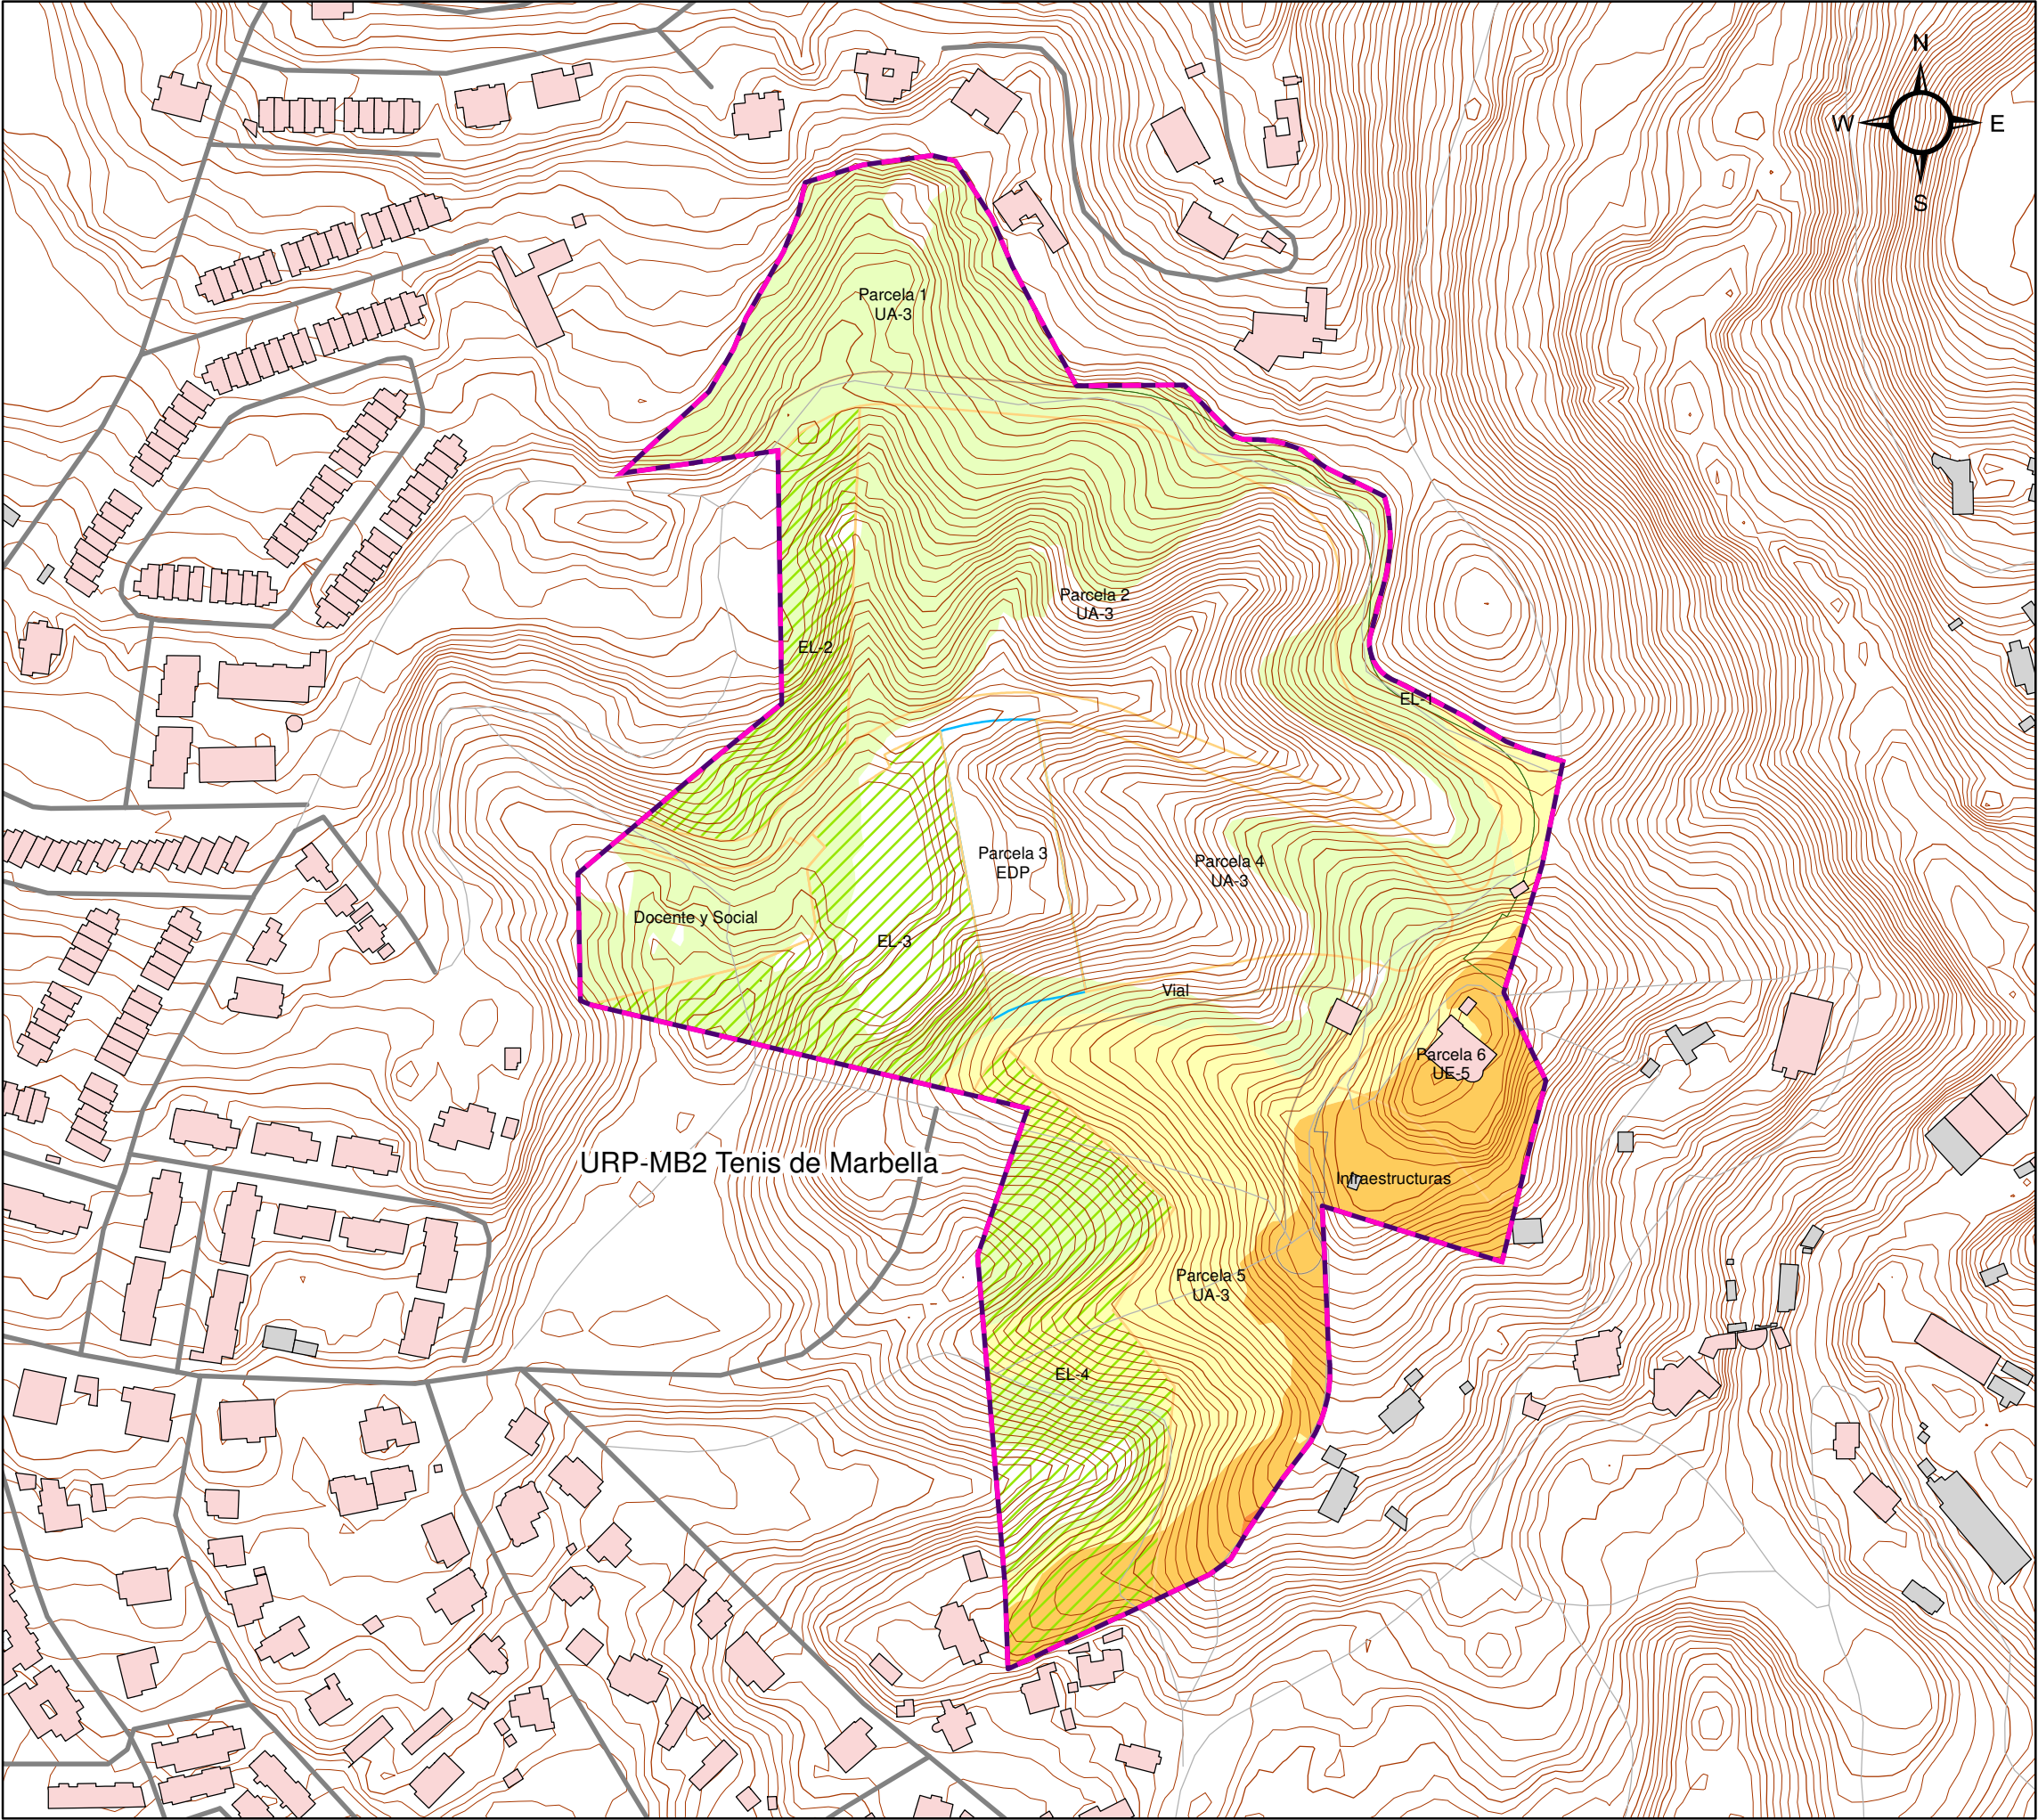 N
W E
S
Parcela 1
UA-3
Parcela 2
UA-3
EL-2
EL-1
Parcela 3
EDP
Parcela 4
UA-3
Docente y Social
EL-3
Vial
Parcela 6
UE-5
URP-MB2 Tenis de Marbella
Infraestructuras
Parcela 5
UA-3
EL-4